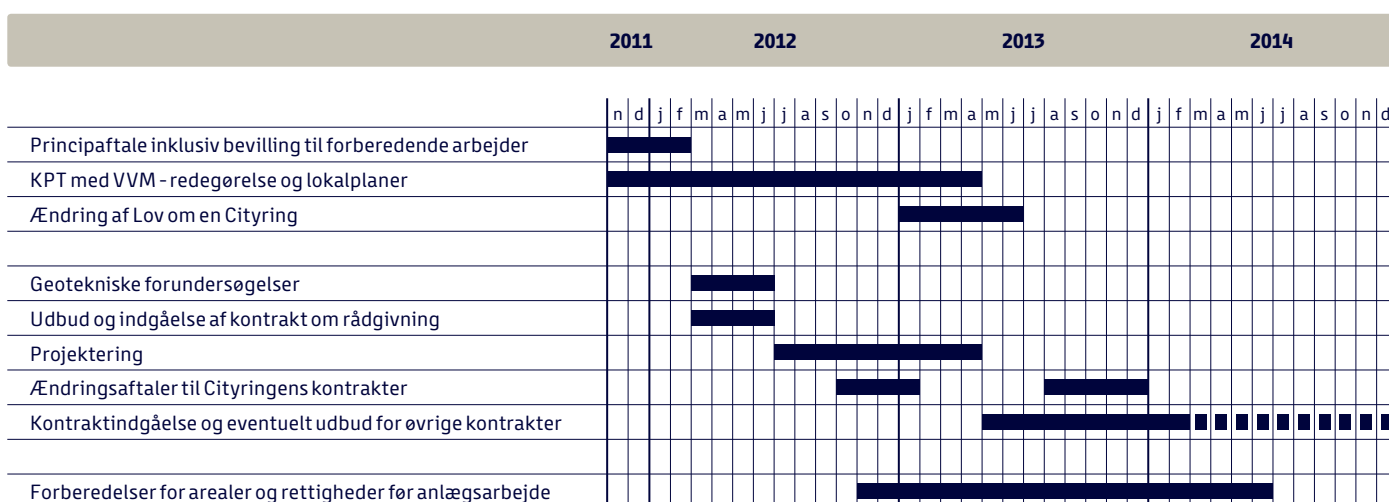 2011 2012 2013 2014
n d j f m a m j j a s o n d j f m a m j j a s o n d j f m a m j j a s o n d
Principaftale inklusiv bevilling til forberedende arbejder
KPT med VVM - redegørelse og lokalplaner
Ændring af Lov om en Cityring
Geotekniske forundersøgelser
Udbud og indgåelse af kontrakt om rådgivning
Projektering
Ændringsaftaler til Cityringens kontrakter
Kontraktindgåelse og eventuelt udbud for øvrige kontrakter
Forberedelser for arealer og rettigheder før anlægsarbejde